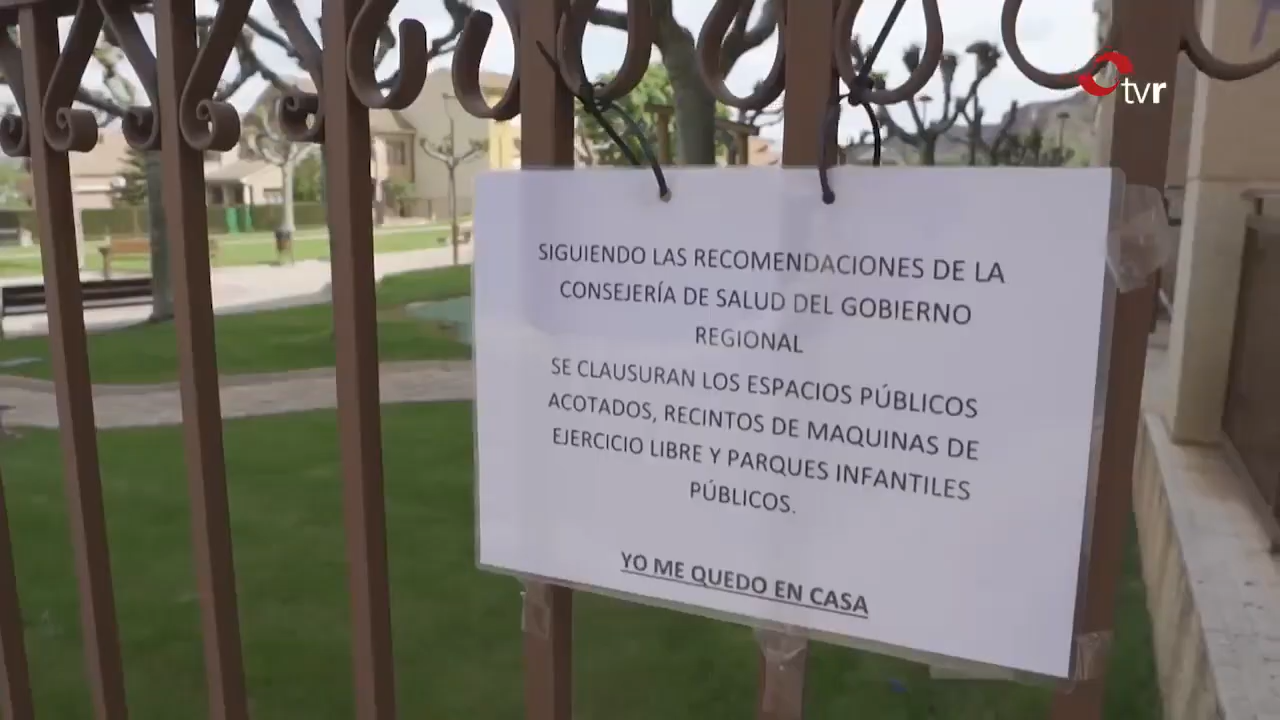 tvr
SIGUIENDO LAS RECOMENDACIONES DE LA
CONSEJERÍA DE SALUD DEL GOBIERNO
REGIONAL
SE CLAUSURAN LOS ESPACIOS PÚBLICOS
ACOTADOS, RECINTOS DE MAQUINAS DE
EJERCICIO LIBRE Y PARQUES INFANTILES
PÚBLICOS.
YO ME QUEDO EN CASA